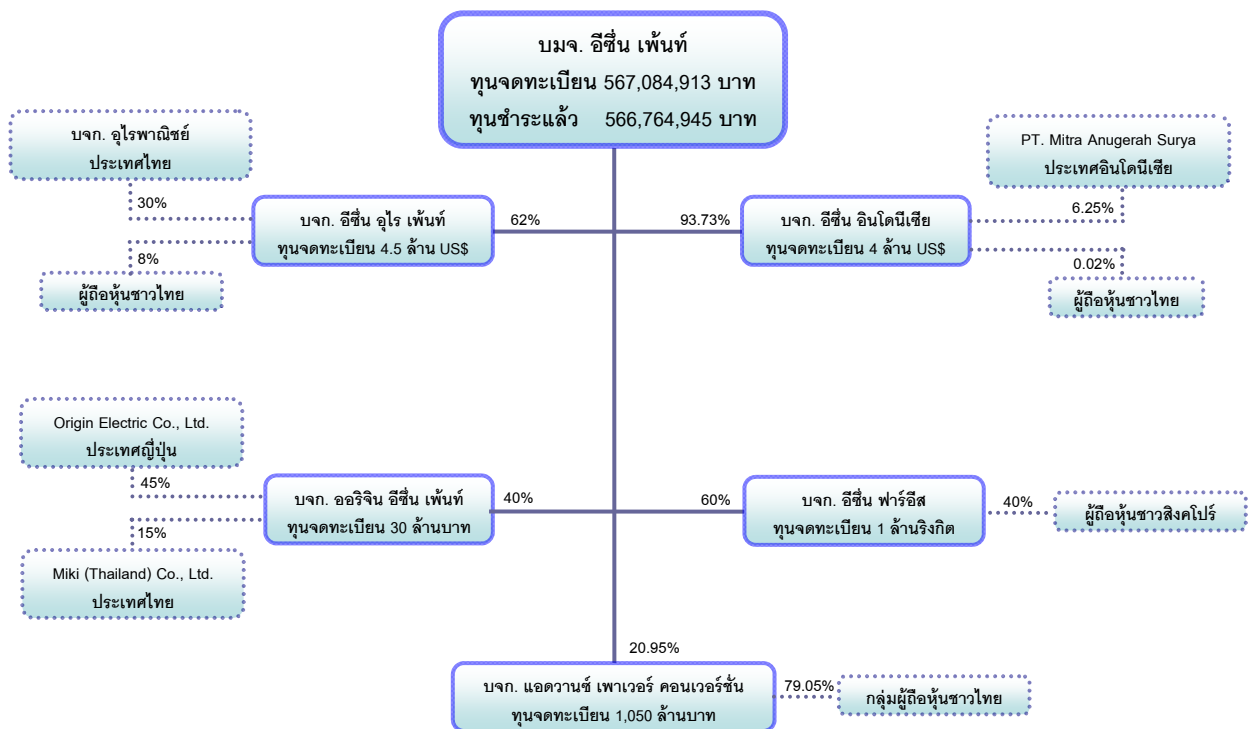 บมจ. อีซึ่น เพ้นท์
ทุนจดทะเบียน 567,084,913 บาท
ทุนชำระแล้ว 566,764,945 บาท
บจก. อุไรพาณิชย์
ประเทศไทย
PT. Mitra Anugerah Surya
ประเทศอินโดนีเซีย
30%
6.25%
บจก. อีซึ่น อุไร เพ้นท์
ทุนจดทะเบียน 4.5 ล้าน US$
62%
93.73%
บจก. อีซึ่น อินโดนีเซีย
ทุนจดทะเบียน 4 ล้าน US$
8%
0.02%
ผู้ถือหุ้นชาวไทย
ผู้ถือหุ้นชาวไทย
Origin Electric Co., Ltd.
ประเทศญี่ปุ่น
45%
บจก. ออริจิน อีซึ่น เพ้นท์
ทุนจดทะเบียน 30 ล้านบาท
40%
60%
บจก. อีซึ่น ฟาร์อีส
ทุนจดทะเบียน 1 ล้านริงกิต
40%
ผู้ถือหุ้นชาวสิงคโปร์
15%
Miki (Thailand) Co., Ltd.
ประเทศไทย
20.95%
บจก. แอดวานซ์ เพาเวอร์ คอนเวอร์ชั่น
ทุนจดทะเบียน 1,050 ล้านบาท
79.05%
กลุ่มผู้ถือหุ้นชาวไทย